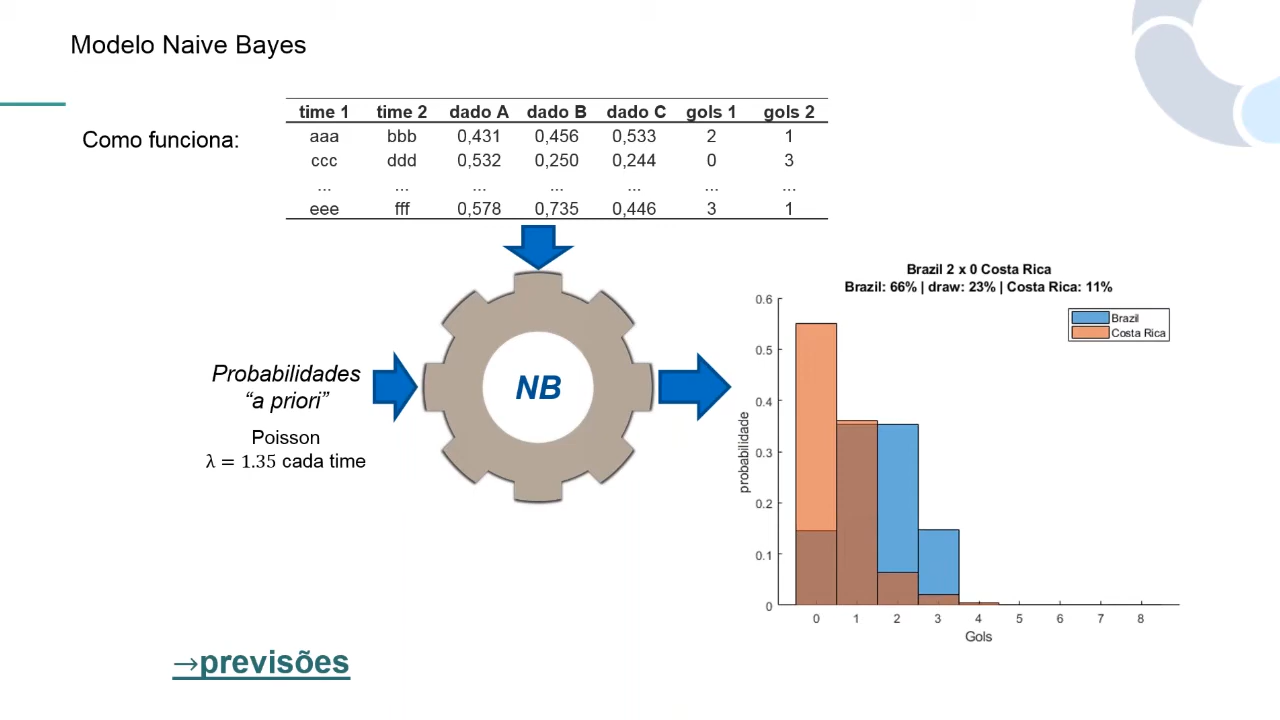 Modelo Naive Bayes
Como funciona:
time 1 time 2 dado A dado B dado C gols 1 gols 2
aaa bbb 0,431 0,456 0,533 2 1
ccc ddd 0,532 0,250 0,244 0 3
... ... ... ... ... ... ...
eee fff 0,578 0,735 0,446 3 1
Probabilidades
“a priori”
Poisson
λ = 1.35 cada time
NB
Brazil 2 x 0 Costa Rica
Brazil: 66% | draw: 23% | Costa Rica: 11%
Brazil
Costa Rica
0.6
0.5
0.4
0.3
0.2
0.1
0
probabilidade
0 1 2 3 4 5 6 7 8
Gols
→previsões